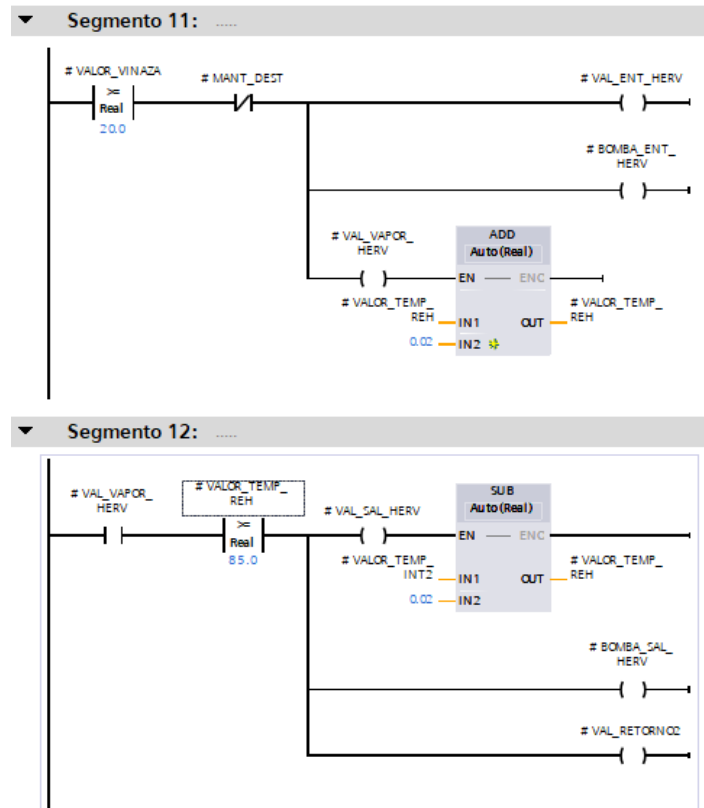 Segmento 11: .....
# VALOR_VINAZA
>=
Real
20.0
# MANT_DEST
# VAL_ENT_HERV
# BOMBA_ENT_
HERV
# VAL_VAPOR_
HERV
ADD
Auto (Real)
EN ENO
# VALOR_TEMP_
REH
IN1
0.02
IN2
OUT
# VALOR_TEMP_
REH
Segmento 12: .....
# VAL_VAPOR_
HERV
# VALOR_TEMP_
REH
>=
Real
85.0
# VAL_SAL_HERV
SUB
Auto (Real)
EN ENO
# VALOR_TEMP_
INT2
IN1
0.02
IN2
OUT
# VALOR_TEMP_
REH
# BOMBA_SAL_
HERV
# VAL_RETORNO2